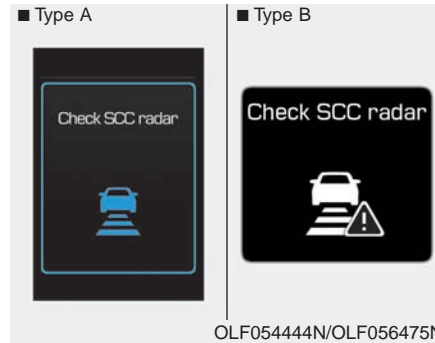 ■ Type A
■ Type B
Check SCC radar
Check SCC radar
OLF054444N/OLF056475N